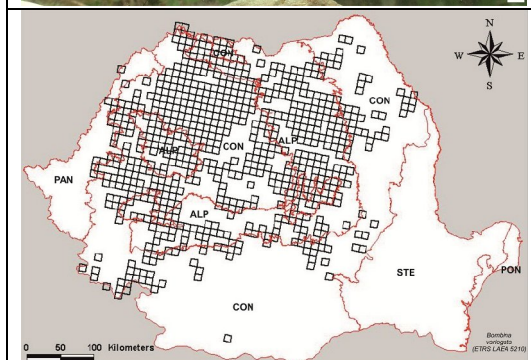 N
W E
S
CON
CON
ALP
ALP CON
PAN
ALP
STE
PON
CON
0 50 100 Kilometers
Bombina
variegata
(ETRS LAEA 5210)